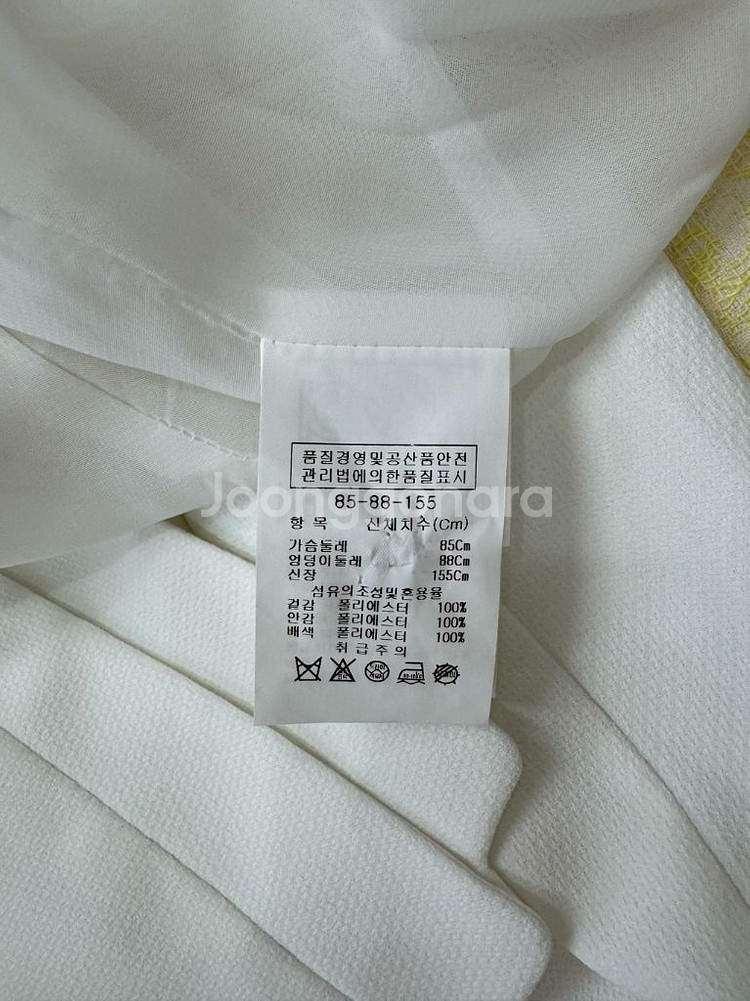 품질경영및공산품안전
관리법에의한품질표시
85-88-155
항 목 신체치수(Cm)
가슴둘레 85Cm
엉덩이둘레 88Cm
신장 155Cm
섬유의조성및혼용율
겉감 폴리에스터 100%
안감 폴리에스터 100%
배색 폴리에스터 100%
취급주의
Joonggonara